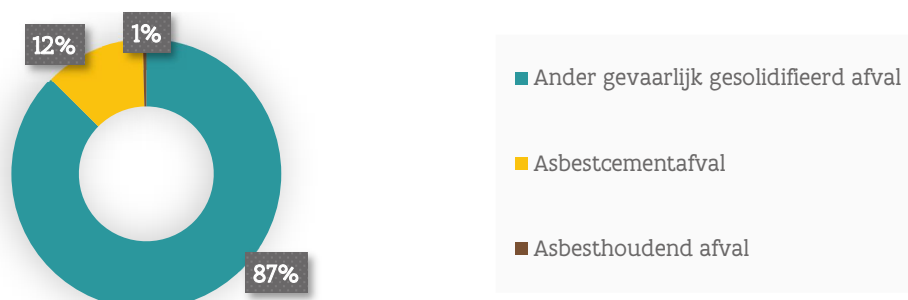 12%
1%
87%
Ander gevaarlijk gesolidifieerd afval
Asbestcementafval
Asbesthoudend afval